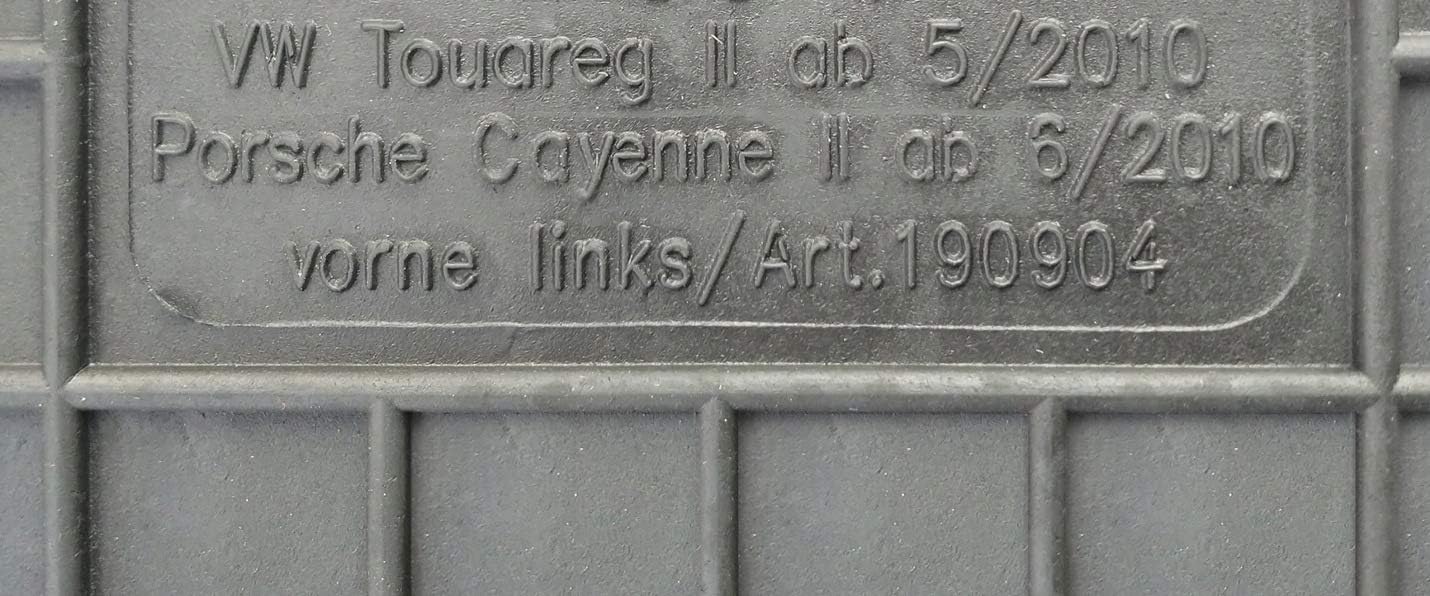 VW Touareg II ab 5/2010
Porsche Cayenne II ab 6/2010
vorne links/Art.190904